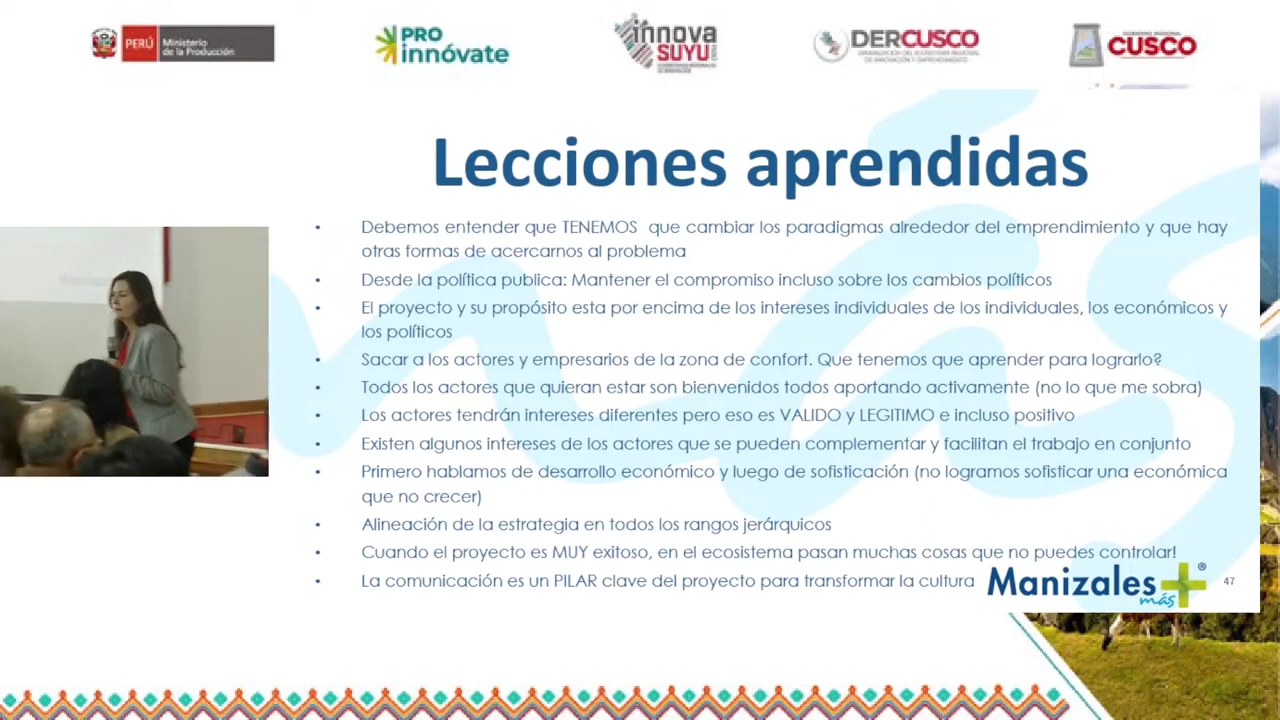 PERÚ
Ministerio
de la Producción
PRO
innóvate
innova
SUYU
DERCUSCO
GOBIERNO REGIONAL
CUSCO
Lecciones aprendidas
• Debemos entender que TENEMOS que cambiar los paradigmas alrededor del emprendimiento y que hay
otras formas de acercarnos al problema
• Desde la política publica: Mantener el compromiso incluso sobre los cambios políticos
• El proyecto y su propósito esta por encima de los intereses individuales de los individuales, los económicos y
los políticos
• Sacar a los actores y empresarios de la zona de confort. Que tenemos que aprender para lograrlo?
• Todos los actores que quieran estar son bienvenidos todos aportando activamente (no lo que me sobra)
• Los actores tendrán intereses diferentes pero eso es VALIDO y LEGITIMO e incluso positivo
• Existen algunos intereses de los actores que se pueden complementar y facilitan el trabajo en conjunto
• Primero hablamos de desarrollo económico y luego de sofisticación (no logramos sofisticar una económica
que no crecer)
• Alineación de la estrategia en todos los rangos jerárquicos
• Cuando el proyecto es MUY exitoso, en el ecosistema pasan muchas cosas que no puedes controlar!
• La comunicación es un PILAR clave del proyecto para transformar la cultura
Manizales
más
®
47